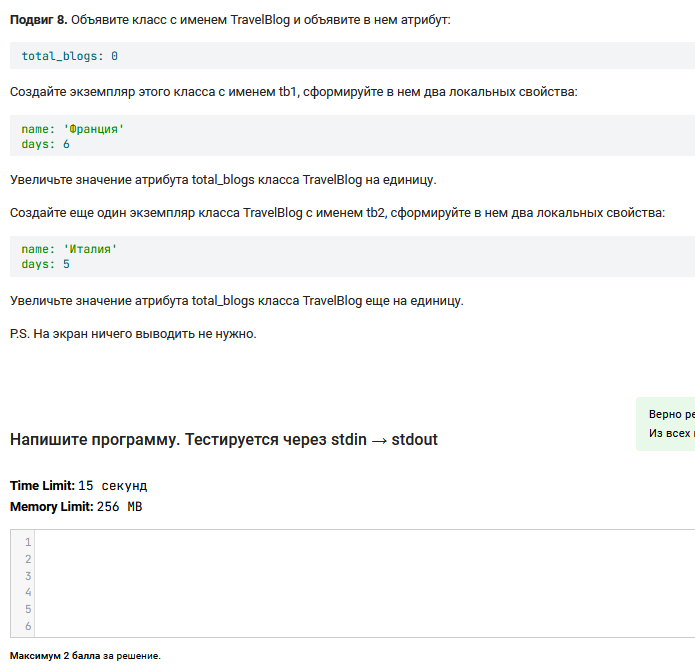 Подвиг 8. Объявите класс с именем TravelBlog и объявите в нем атрибут:
total_blogs: 0
Создайте экземпляр этого класса с именем tb1, сформируйте в нем два локальных свойства:
name: 'Франция'
days: 6
Увеличьте значение атрибута total_blogs класса TravelBlog на единицу.
Создайте еще один экземпляр класса TravelBlog с именем tb2, сформируйте в нем два локальных свойства:
name: 'Италия'
days: 5
Увеличьте значение атрибута total_blogs класса TravelBlog еще на единицу.
P.S. На экран ничего выводить не нужно.
Верно
Из всех
Напишите программу. Тестируется через stdin → stdout
Time Limit: 15 секунд
Memory Limit: 256 MB
1
2
3
4
5
6
Максимум 2 балла за решение.